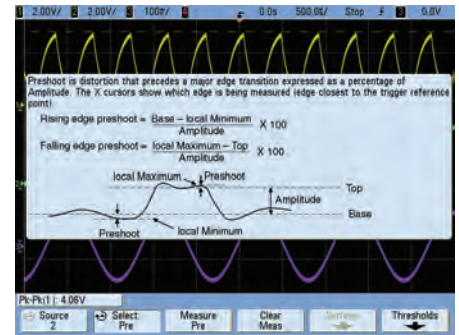 1 2.00V/ 2 2.00V/ 3 100▽/ 4 0.0s 500.0▽/ Stop 3 0.0V
Preshoot is distortion that precedes a major edge transition expressed as a percentage of
Amplitude. The X cursors show which edge is being measured (edge closest to the trigger reference
point).
Rising edge preshoot = Base – local Minimum
Amplitude X 100
Falling edge preshoot = local Maximum – Top
Amplitude X 100
local Maximum Preshoot
Top
Amplitude
Base
Preshoot local Minimum
Pk-Pk(1): 4.06V
Source Select: Measure Clear Settings Thresholds
2 Pre Pre Meas